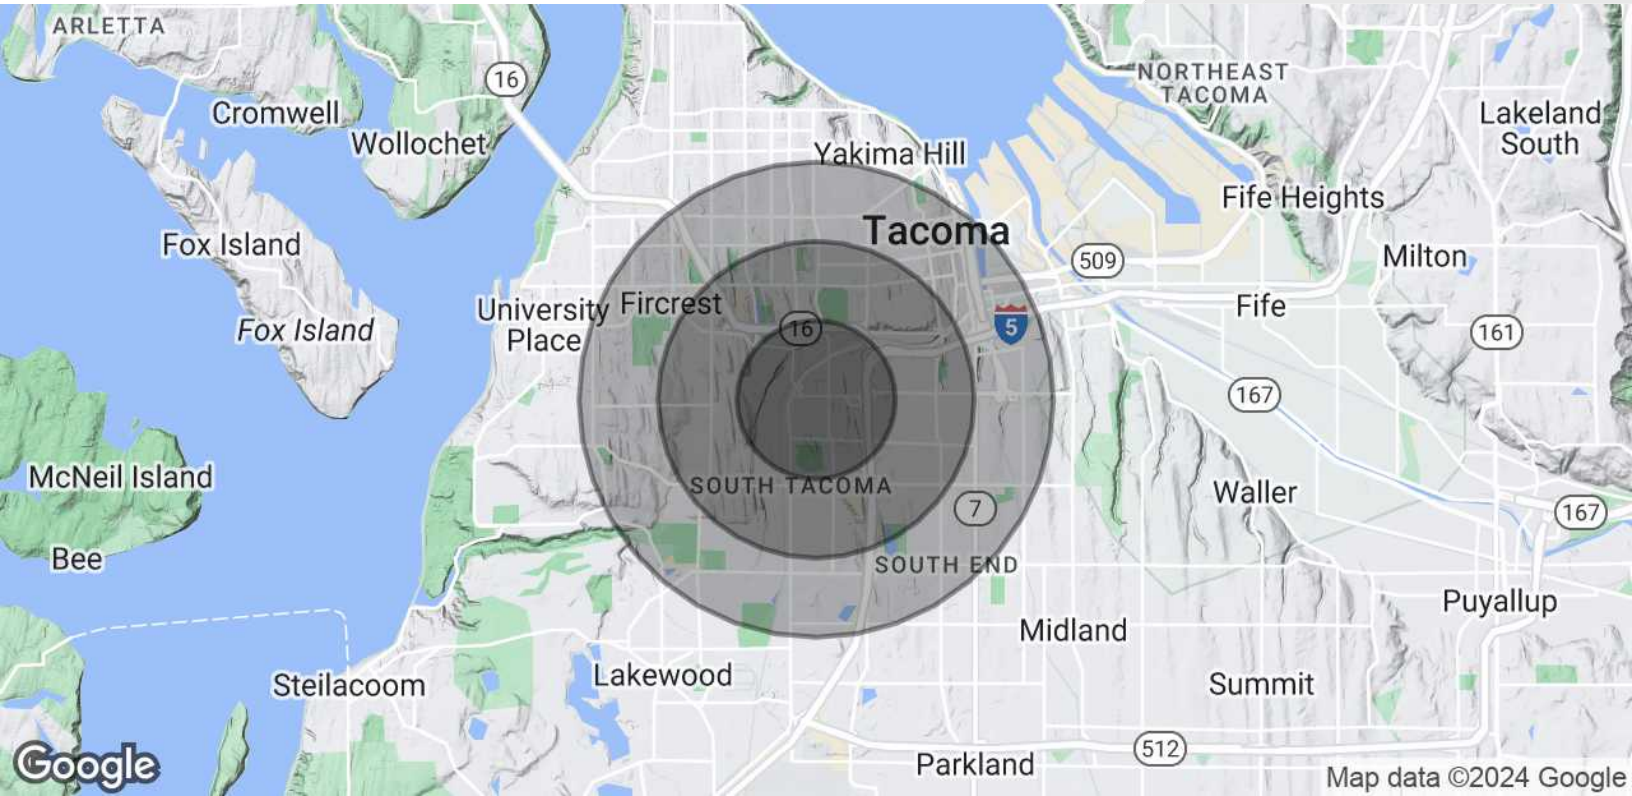 ARLETTA
16
NORTHEAST
TACOMA
Cromwell
Lakeland
South
Wollochet
Yakima Hill
Fife Heights
Tacoma
Fox Island
509
Milton
University
Place
Fircrest
Fife
Fox Island
16
5
161
167
McNeil Island
SOUTH TACOMA
Waller
7
167
Bee
SOUTH END
Puyallup
Midland
Steilacoom
Lakewood
Summit
512
Google
Parkland
Map data ©2024 Google